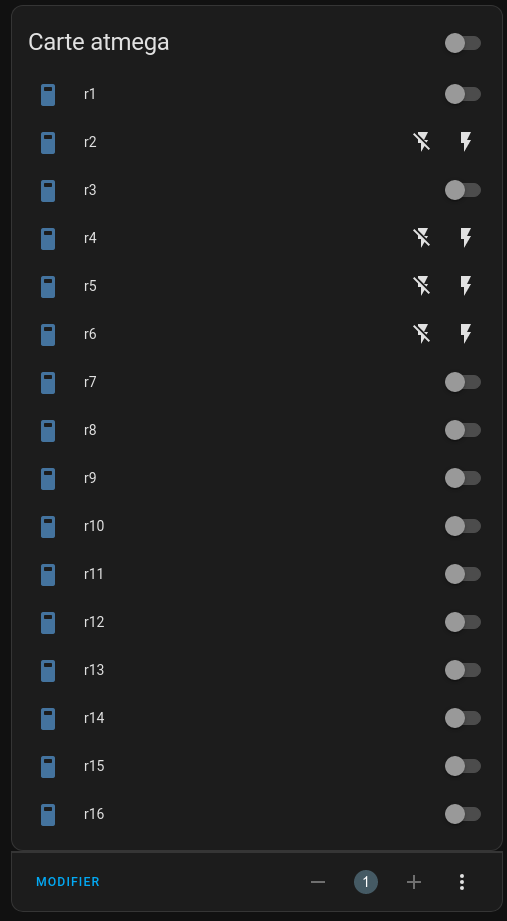 Carte atmega
r1
r2
r3
r4
r5
r6
r7
r8
r9
r10
r11
r12
r13
r14
r15
r16
MODIFIER 1